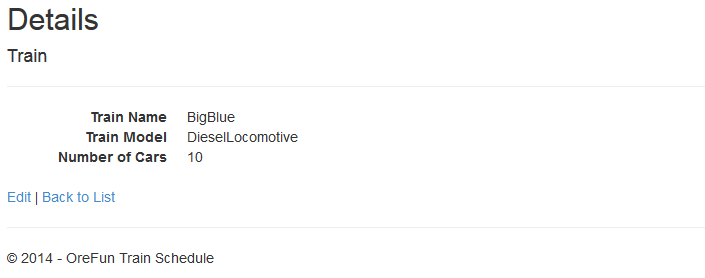 Details
Train
Train Name BigBlue
Train Model DieselLocomotive
Number of Cars 10
Edit | Back to List
© 2014 - OreFun Train Schedule